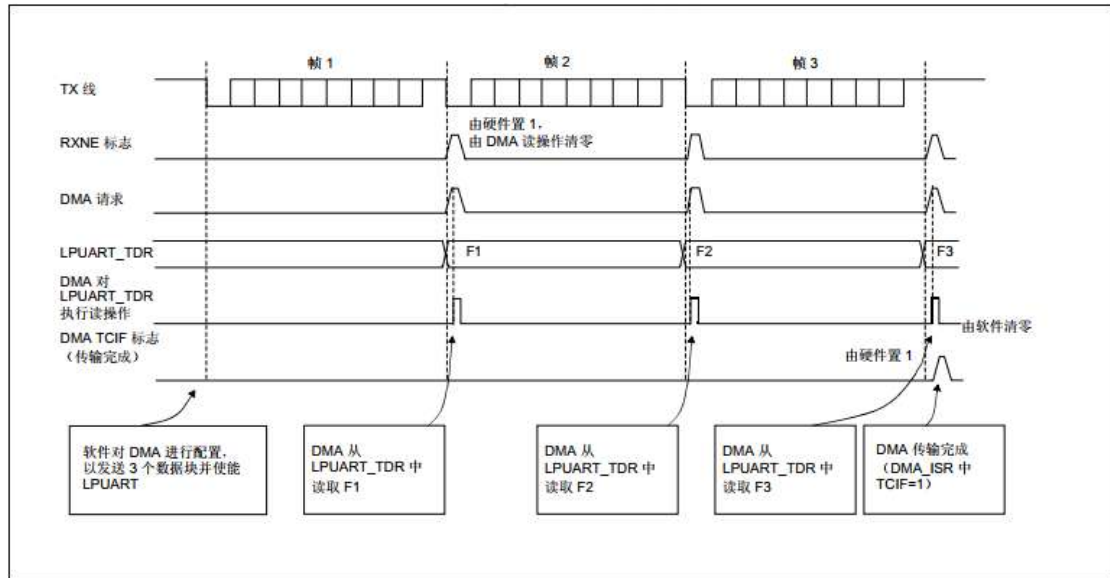 帧 1
帧 2
帧 3
TX 线
由硬件置 1，
由 DMA 读操作清零
RXNE 标志
DMA 请求
LPUART_TDR
F1
F2
F3
DMA 对
LPUART_TDR
执行读操作
由软件清零
DMA TCIF 标志
（传输完成）
由硬件置 1
软件对 DMA 进行配置，
以发送 3 个数据块并使能
LPUART
DMA 从
LPUART_TDR 中
读取 F1
DMA 从
LPUART_TDR 中
读取 F2
DMA 从
LPUART_TDR 中
读取 F3
DMA 传输完成
（DMA_ISR 中
TCIF=1）